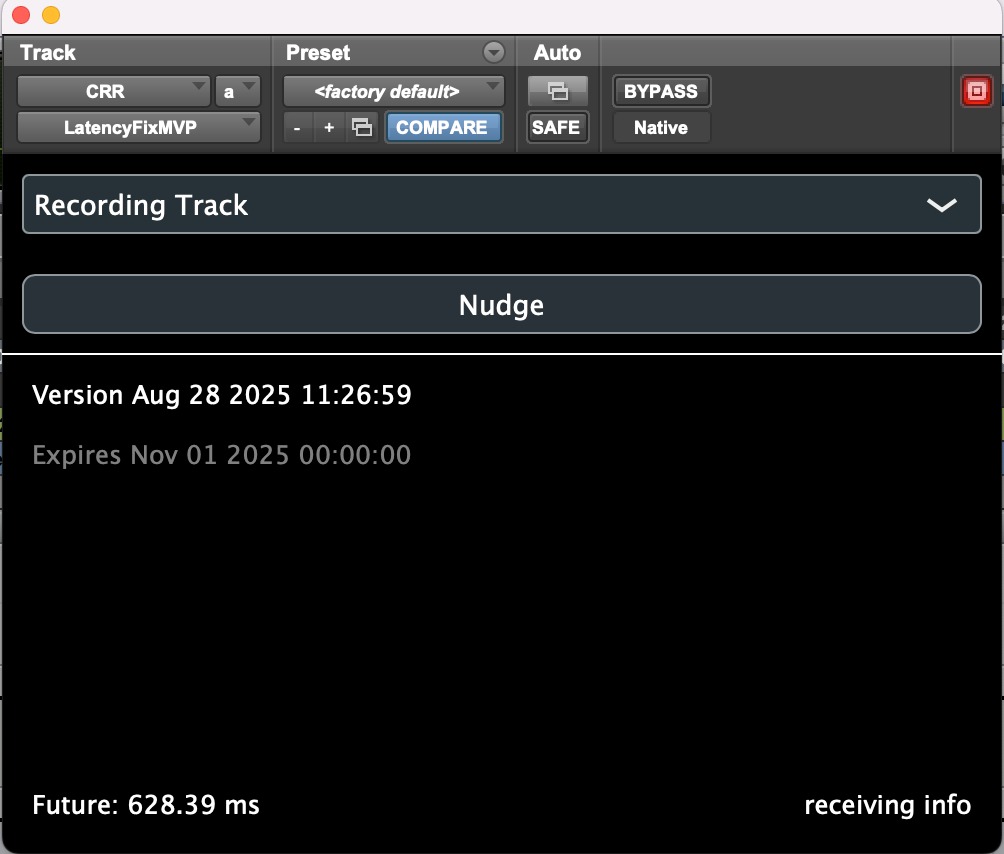 Track Preset Auto
CRR a <factory default> BYPASS
LatencyFixMVP - + COMPARE SAFE Native
Recording Track
Nudge
Version Aug 28 2025 11:26:59
Expires Nov 01 2025 00:00:00
Future: 628.39 ms receiving info